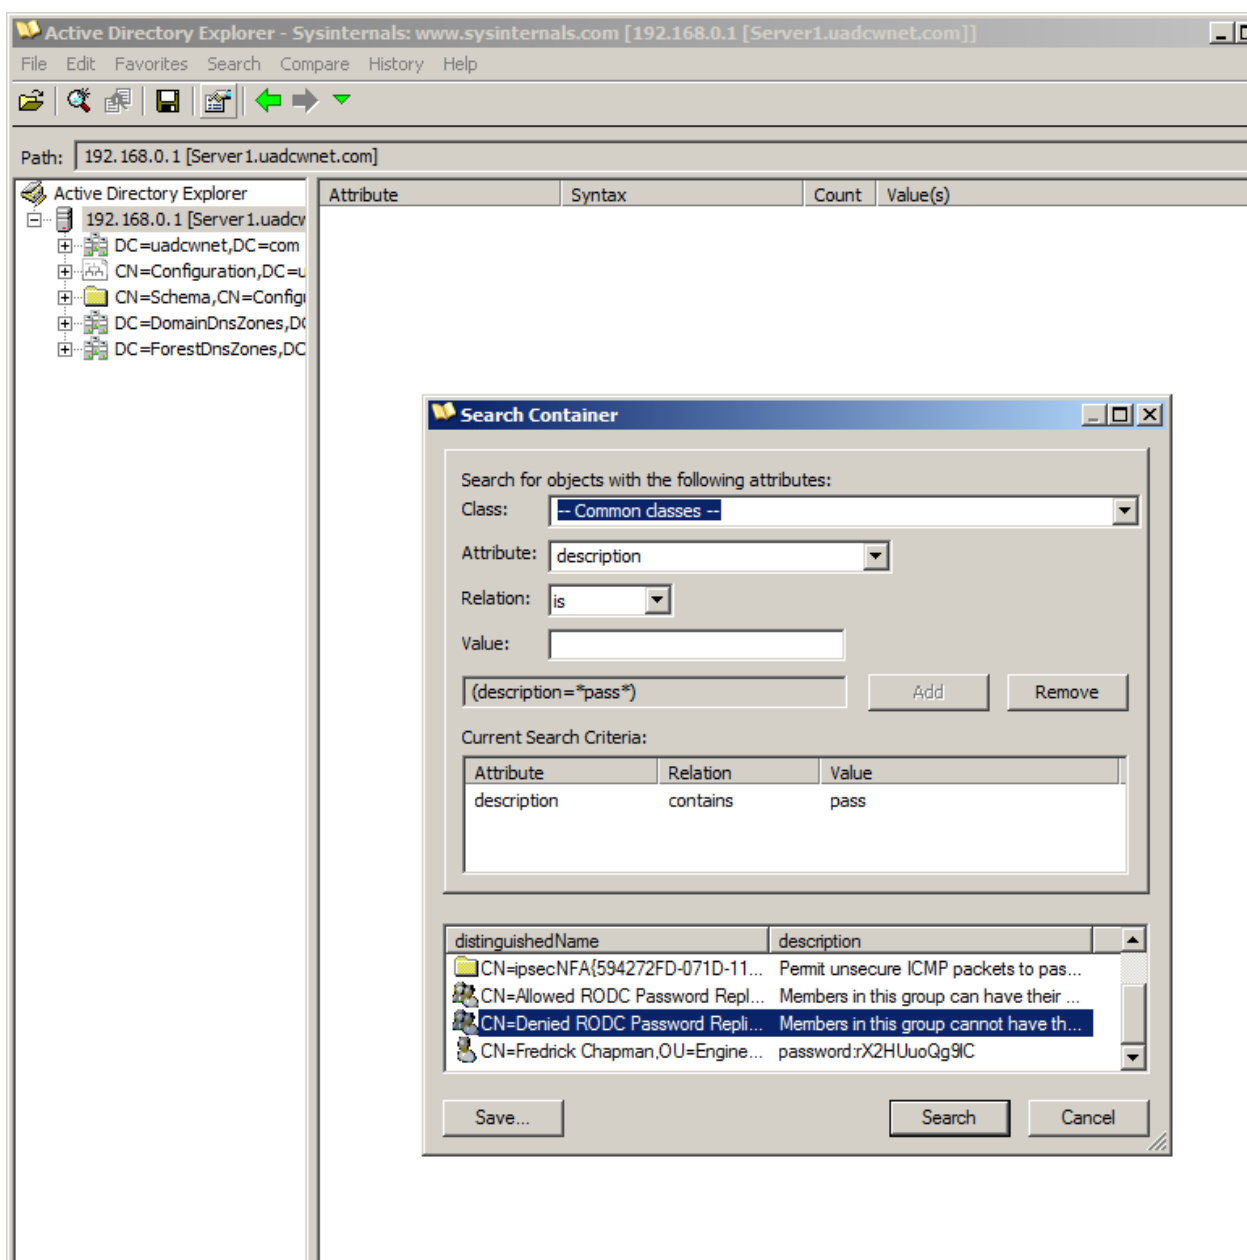 Active Directory Explorer - Sysinternals: www.sysinternals.com [192.168.0.1 [Server1.uadcwnet.com]]
File Edit Favorites Search Compare History Help
Path: 192.168.0.1 [Server1.uadcwnet.com]
Active Directory Explorer
192.168.0.1 [Server1.uadcw
DC=uadcwnet,DC=com
CN=Configuration,DC=u
CN=Schema,CN=Config
DC=DomainDnsZones,DC
DC=ForestDnsZones,DC
Attribute Syntax Count Value(s)
Search Container
Search for objects with the following attributes:
Class: -- Common classes --
Attribute: description
Relation: is
Value:
(description=*pass*) Add Remove
Current Search Criteria:
Attribute Relation Value
description contains pass
distinguishedName description
CN=ipsecNFA{594272FD-071D-11... Permit unsecure ICMP packets to pas...
CN=Allowed RODC Password Repl... Members in this group can have their ...
CN=Denied RODC Password Repli... Members in this group cannot have th...
CN=Fredrick Chapman,OU=Engine... password:rX2HUuoQg9IC
Save... Search Cancel